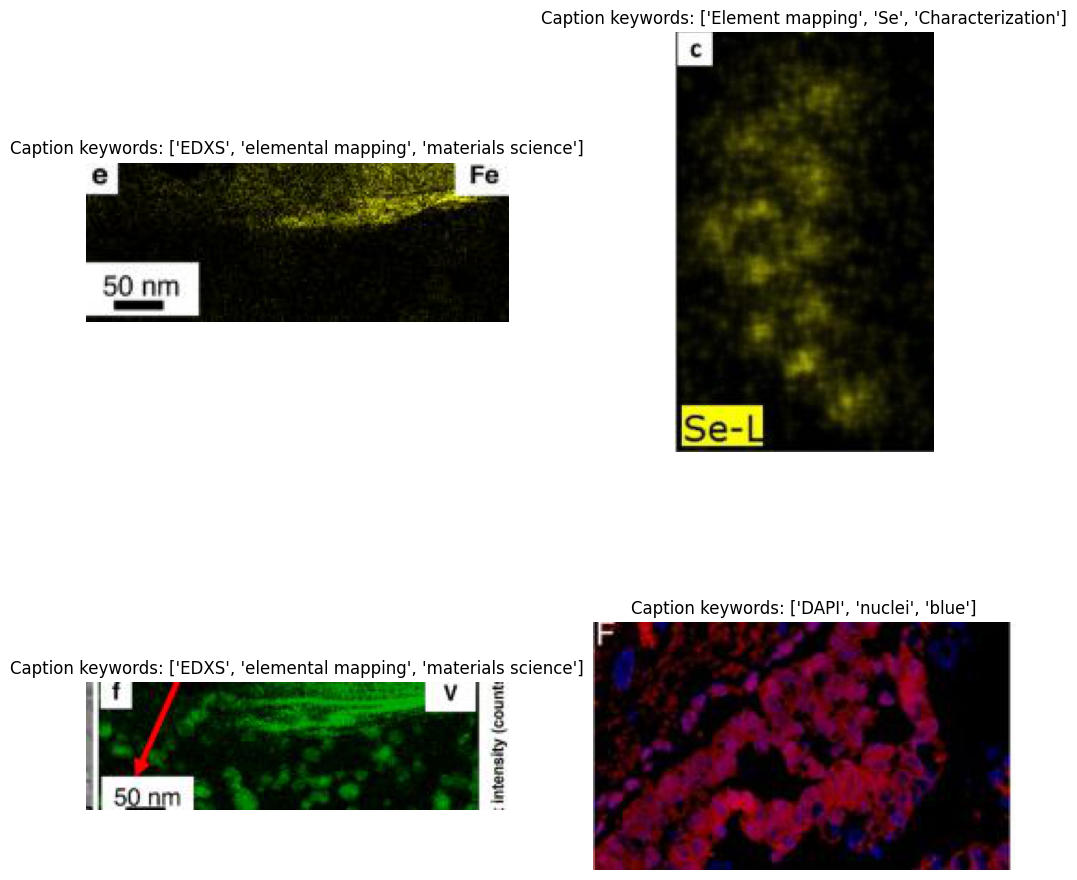 Caption keywords: ['Element mapping', 'Se', 'Characterization']
c
Se-L
Caption keywords: ['EDXS', 'elemental mapping', 'materials science']
e
Fe
50 nm
Caption keywords: ['EDXS', 'elemental mapping', 'materials science']
f
V
50 nm
intensity (counts
Caption keywords: ['DAPI', 'nuclei', 'blue']
F